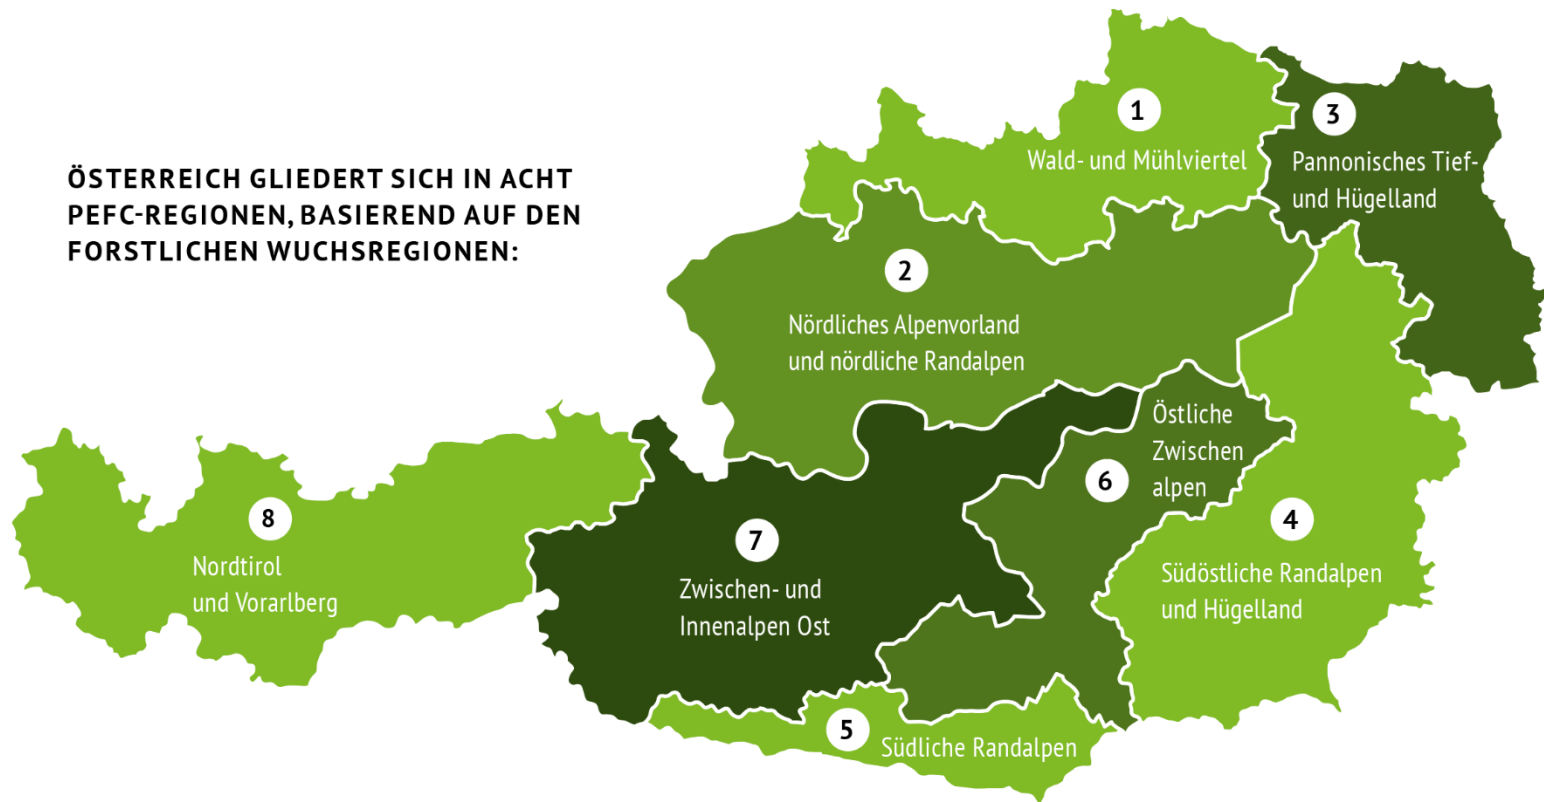 ÖSTERREICH GLIEDERT SICH IN ACHT
PEFC-REGIONEN, BASIEREND AUF DEN
FORSTLICHEN WUCHSREGIONEN:
1
Wald- und Mühlviertel
3
Pannonisches Tief-
und Hügelland
2
Nördliches Alpenvorland
und nördliche Randalpen
Östliche
Zwischen
alpen
6
4
Südöstliche Randalpen
und Hügelland
8
Nordtirol
und Vorarlberg
7
Zwischen- und
Innenalpen Ost
5
Südliche Randalpen